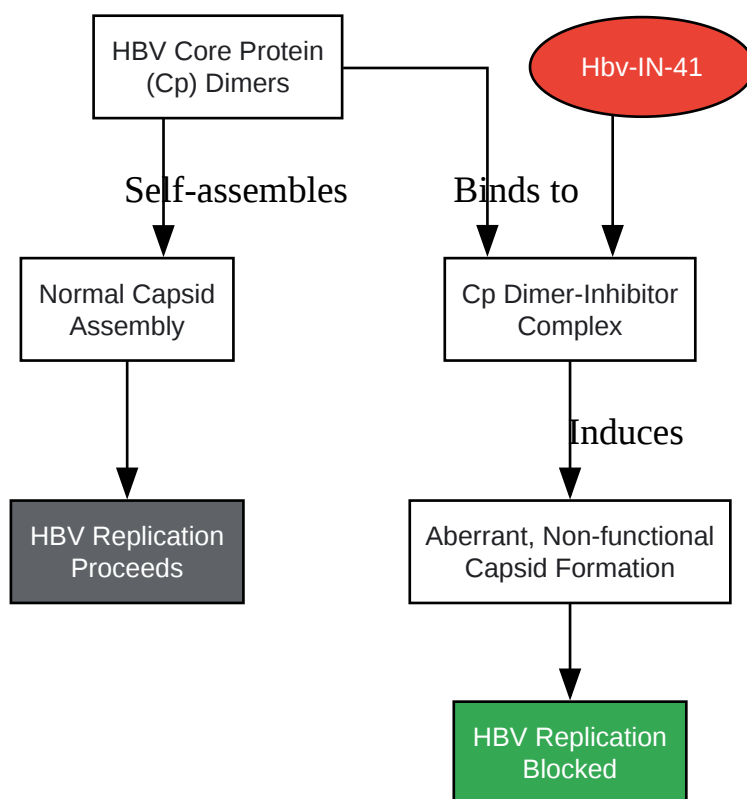 HBV Core Protein
(Cp) Dimers
Hbv-IN-41
Self-assembles
Binds to
Normal Capsid
Assembly
Cp Dimer-Inhibitor
Complex
Induces
HBV Replication
Proceeds
Aberrant, Non-functional
Capsid Formation
HBV Replication
Blocked